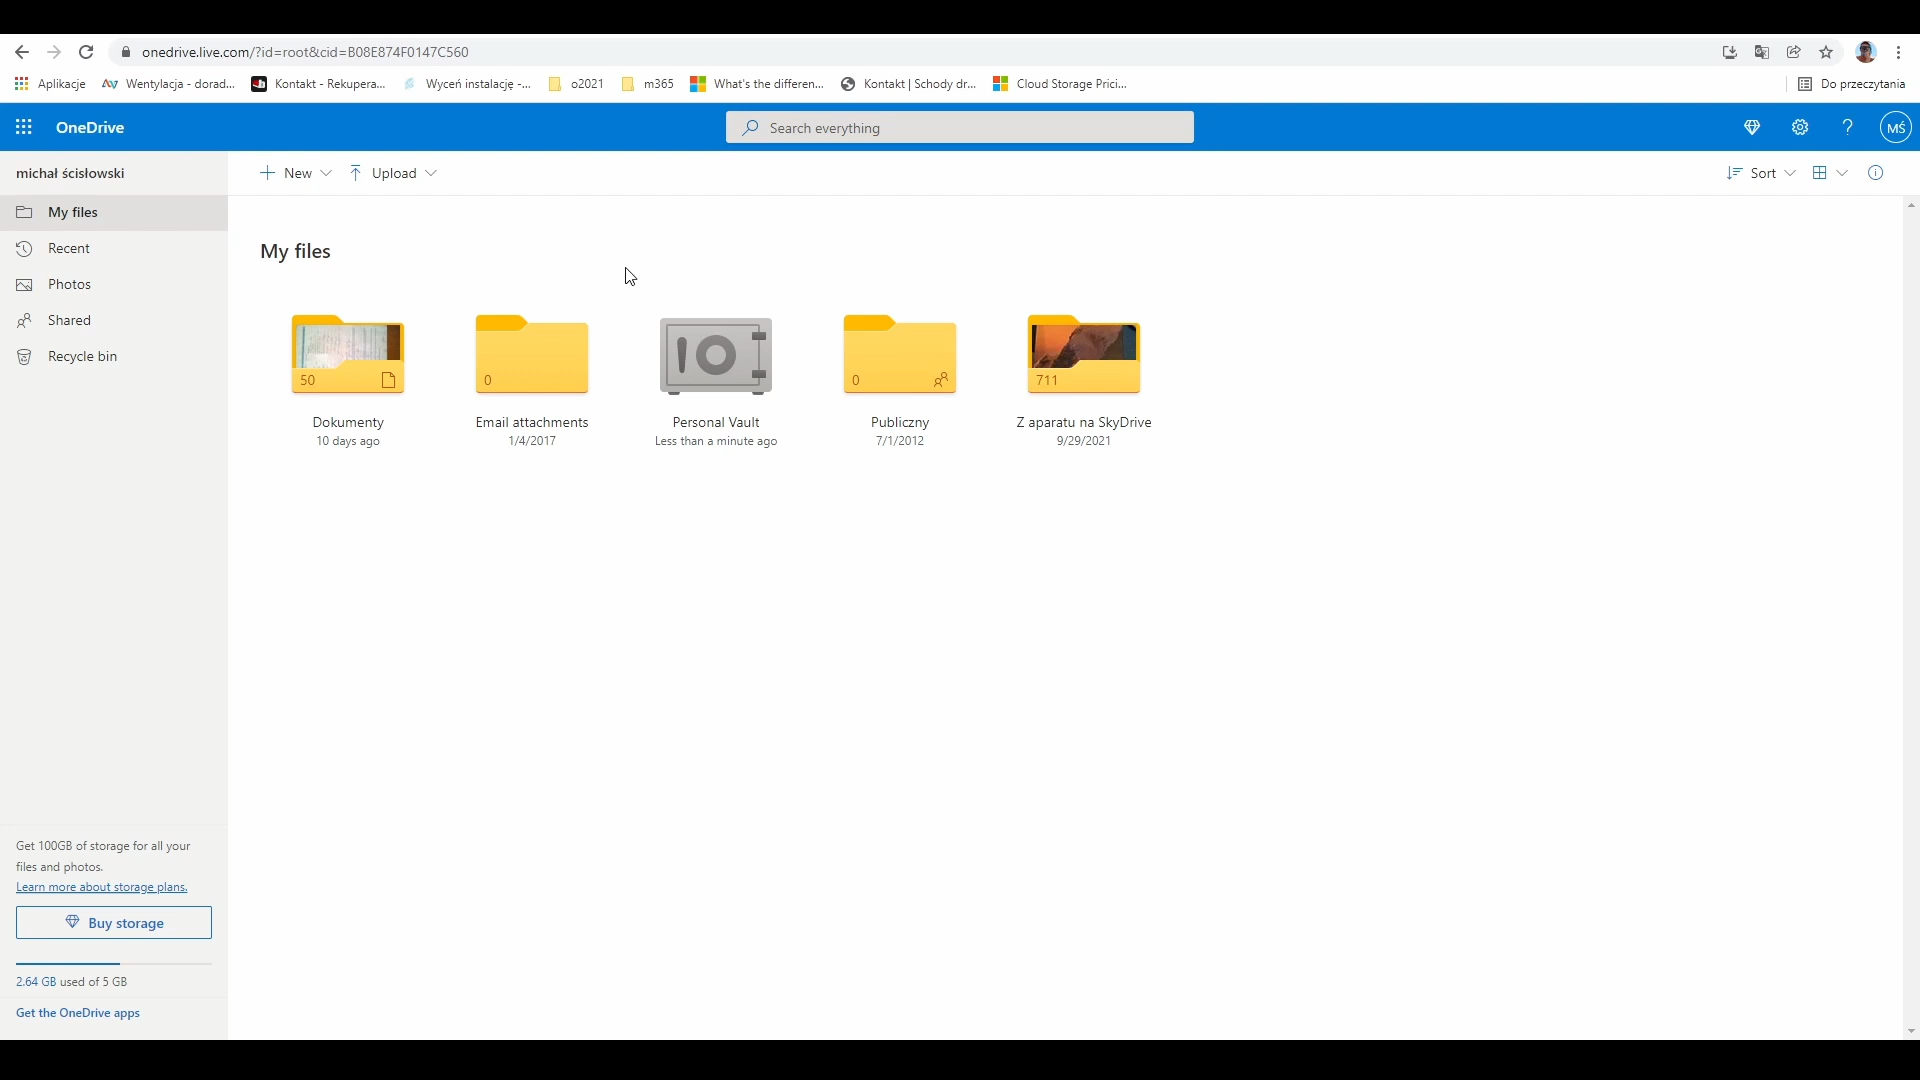 onedrive.live.com/?id=root&cid=B08E874F0147C560
Aplikacje
Wentylacja - dorad...
Kontakt - Rekupera...
Wyceń instalację -...
o2021
m365
What's the differen...
Kontakt | Schody dr...
Cloud Storage Prici...
Do przeczytania
OneDrive
Search everything
?
MŚ
michał ścisłowski
New
Upload
Sort
My files
Recent
Photos
Shared
Recycle bin
My files
50
Dokumenty
10 days ago
0
Email attachments
1/4/2017
Personal Vault
Less than a minute ago
0
Publiczny
7/1/2012
711
Z aparatu na SkyDrive
9/29/2021
Get 100GB of storage for all your
files and photos.
Learn more about storage plans.
Buy storage
2.64 GB used of 5 GB
Get the OneDrive apps